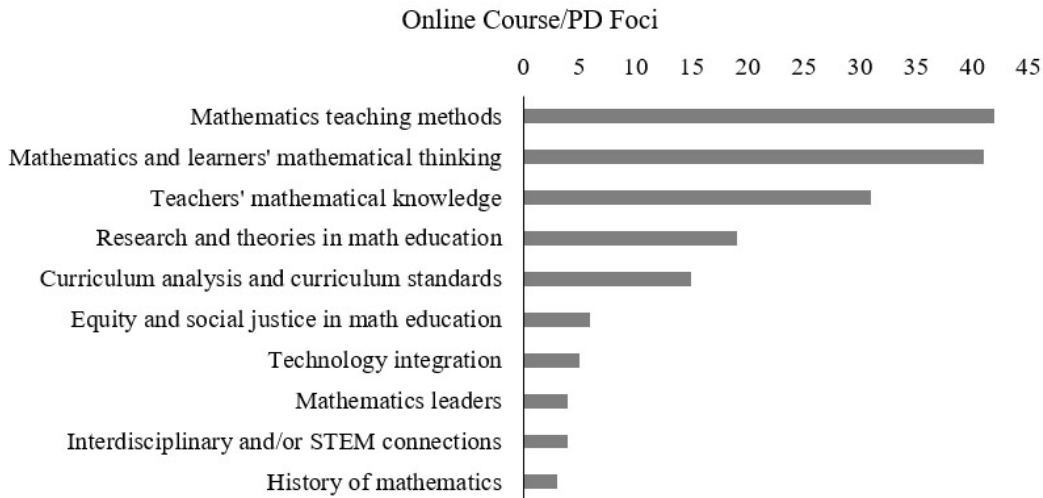 Online Course/PD Foci
0 5 10 15 20 25 30 35 40 45
Mathematics teaching methods
Mathematics and learners' mathematical thinking
Teachers' mathematical knowledge
Research and theories in math education
Curriculum analysis and curriculum standards
Equity and social justice in math education
Technology integration
Mathematics leaders
Interdisciplinary and/or STEM connections
History of mathematics